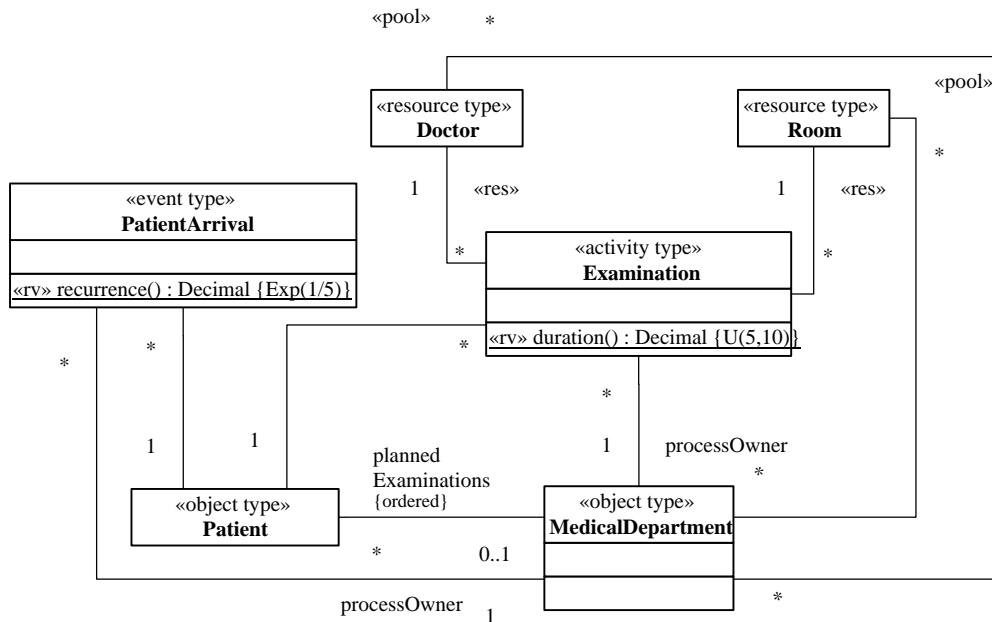 «pool» *
«pool»
«resource type»
Doctor
«resource type»
Room
*
1 «res»
1 «res»
«event type»
PatientArrival
«rv» recurrence() : Decimal {Exp(1/5)}
*
«activity type»
Examination
«rv» duration() : Decimal {U(5,10)}
*
*
*
*
*
1
1
1
processOwner
*
planned
Examinations
{ordered}
«object type»
Patient
«object type»
MedicalDepartment
*
0..1
processOwner
1
*